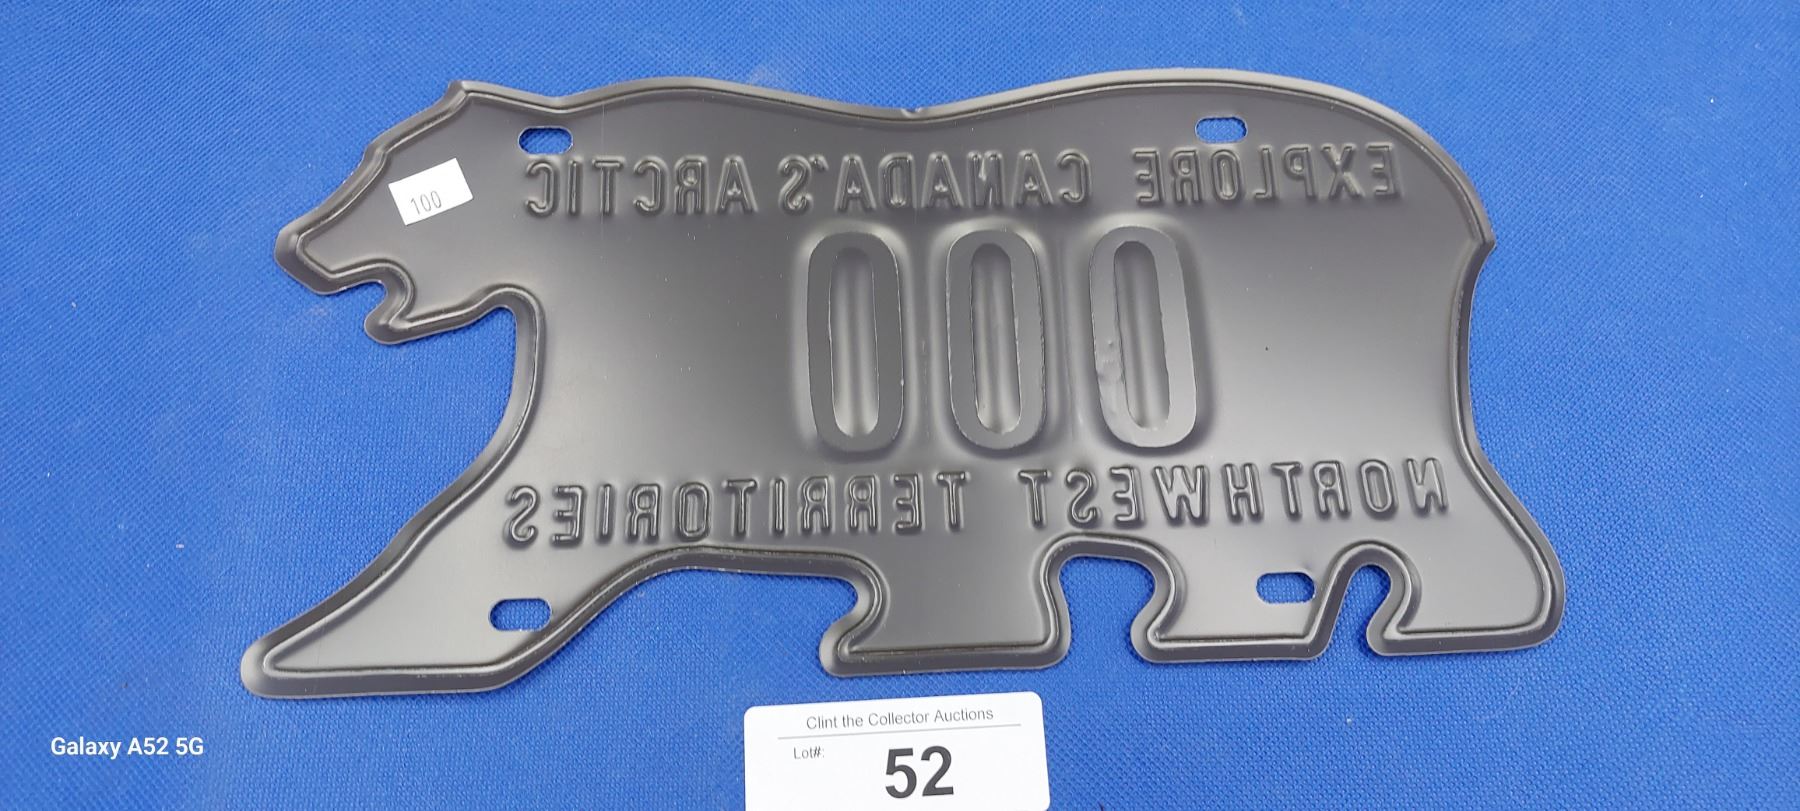 EXPLORE CANADA'S ARCTIC
100
000
NORTHWEST TERRITORIES
Clint the Collector Auctions
Lot#:
52
Galaxy A52 5G